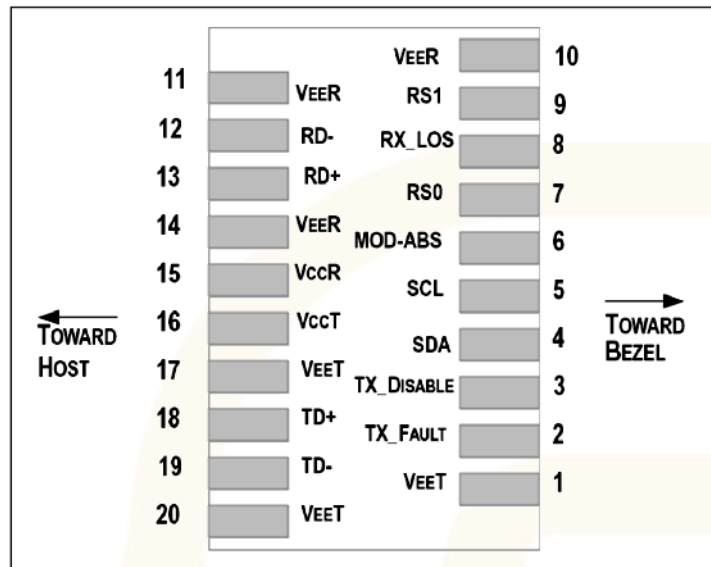 11 VEER
12 RD-
13 RD+
14 VEER
15 VCCR
16 VCCT
17 VEET
18 TD+
19 TD-
20 VEET
TOWARD
HOST
VEER 10
RS1 9
RX_LOS 8
RS0 7
MOD-ABS 6
SCL 5
SDA 4
TX_DISABLE 3
TX_FAULT 2
VEET 1
TOWARD
BEZEL